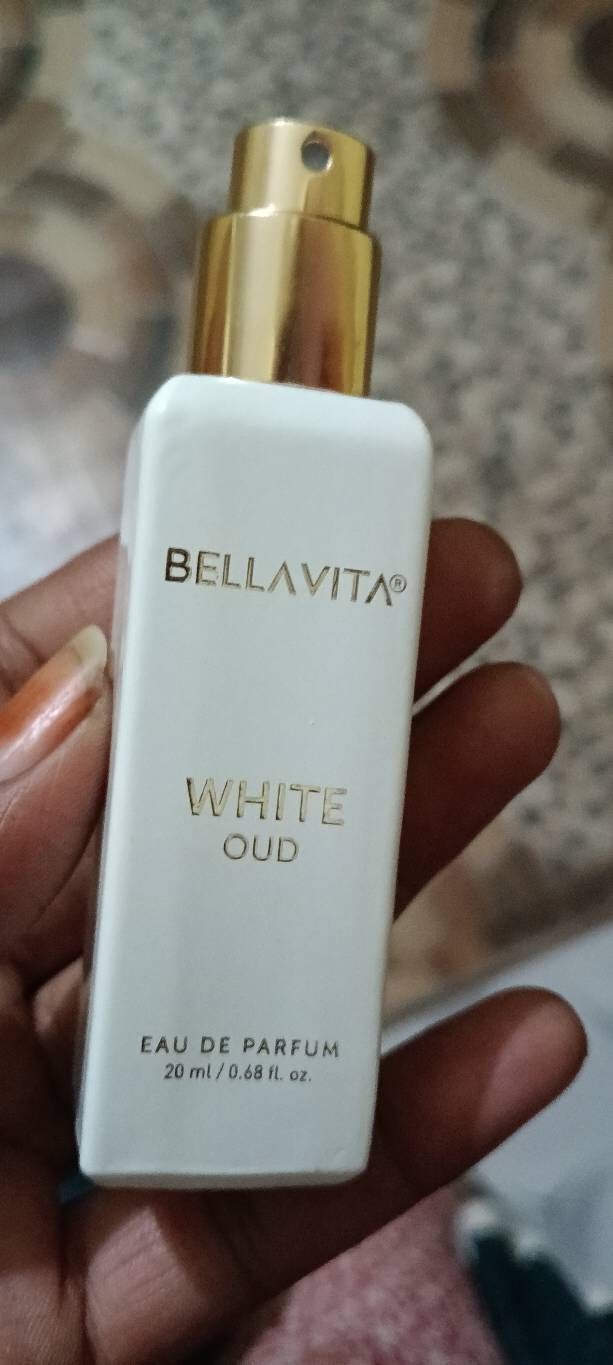 BELLAVITA®
WHITE
OUD
EAU DE PARFUM
20 ml / 0.68 fl. oz.